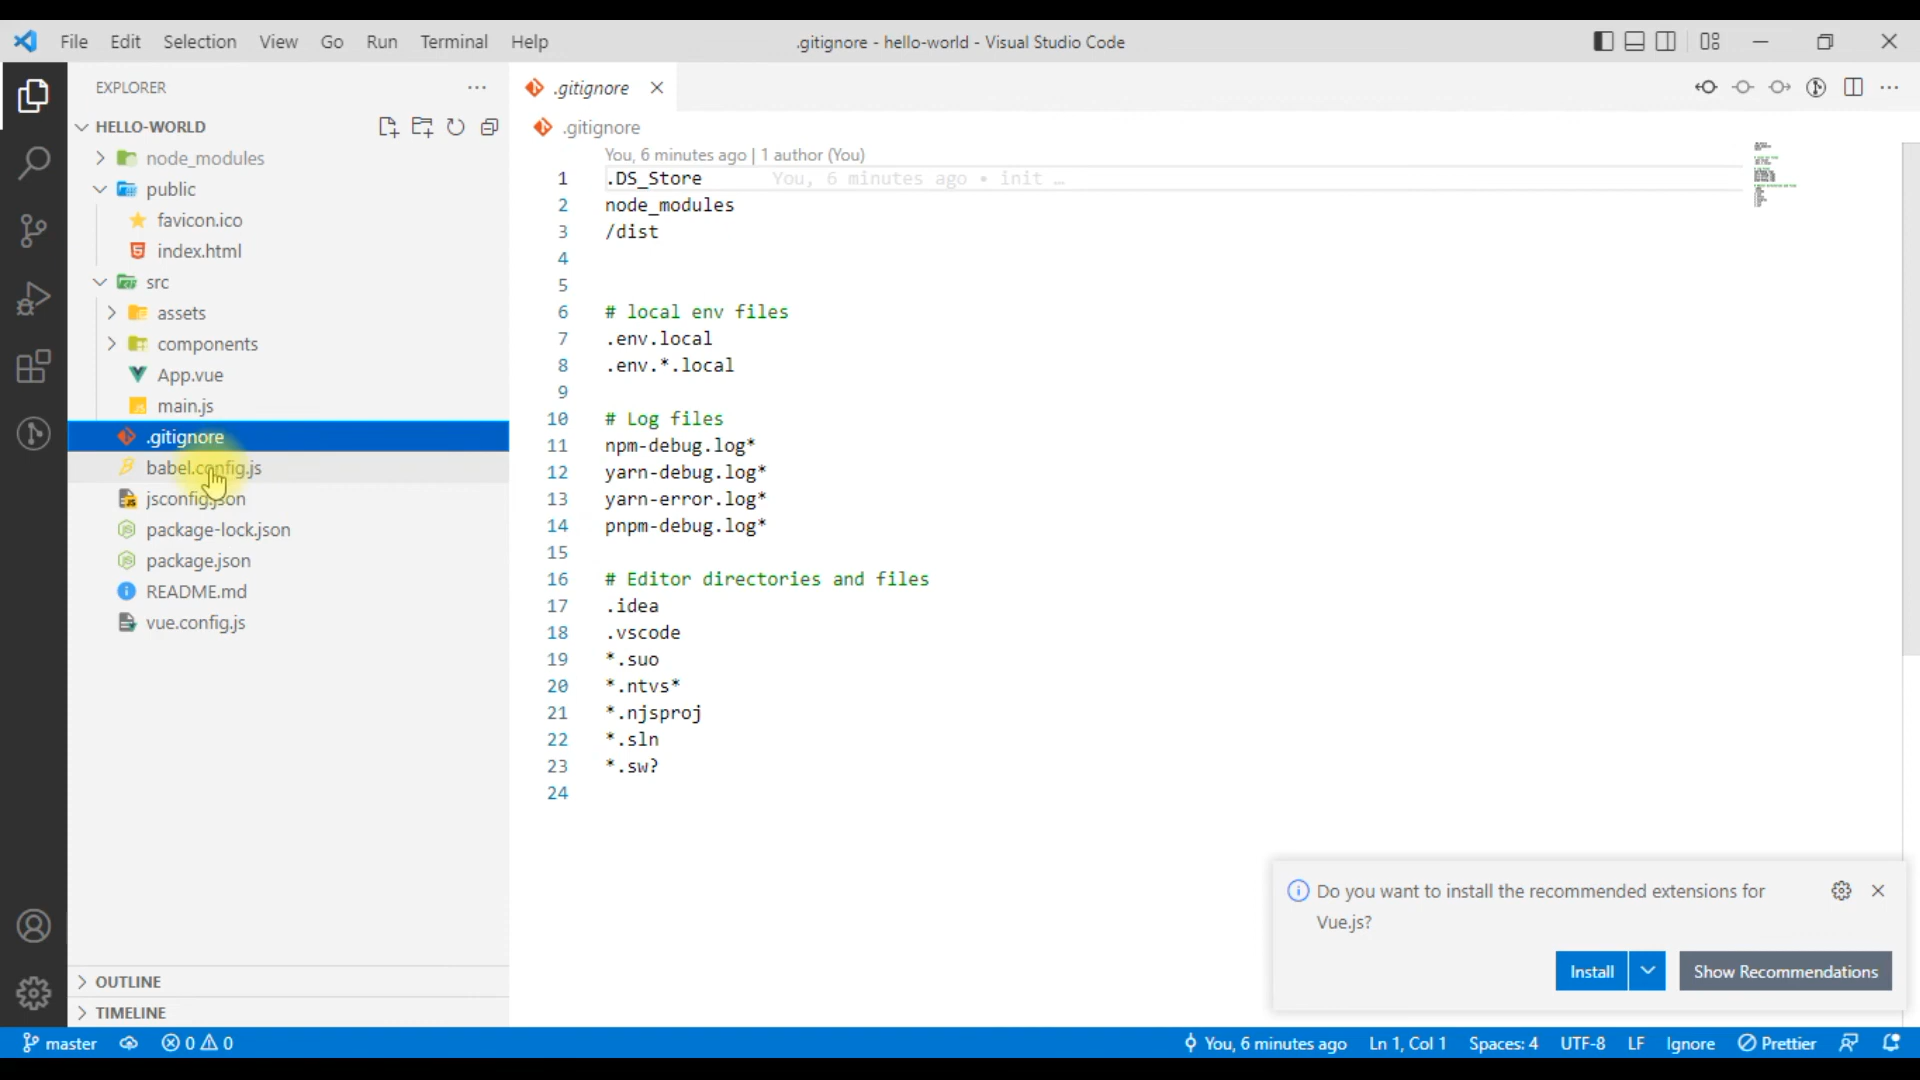 File Edit Selection View Go Run Terminal Help
.gitignore - hello-world - Visual Studio Code
EXPLORER
HELLO-WORLD
node_modules
public
favicon.ico
index.html
src
assets
components
App.vue
main.js
.gitignore
babel.config.js
jsconfig.json
package-lock.json
package.json
README.md
vue.config.js
OUTLINE
TIMELINE
.gitignore
.gitignore
You, 6 minutes ago | 1 author (You)
1 .DS_Store You, 6 minutes ago • init …
2 node_modules
3 /dist
4
5
6 # local env files
7 .env.local
8 .env.*.local
9
10 # Log files
11 npm-debug.log*
12 yarn-debug.log*
13 yarn-error.log*
14 pnpm-debug.log*
15
16 # Editor directories and files
17 .idea
18 .vscode
19 *.suo
20 *.ntvs*
21 *.njsproj
22 *.sln
23 *.sw?
24
Do you want to install the recommended extensions for
Vue.js?
Install Show Recommendations
master 0 0 You, 6 minutes ago Ln 1, Col 1 Spaces: 4 UTF-8 LF Ignore Prettier